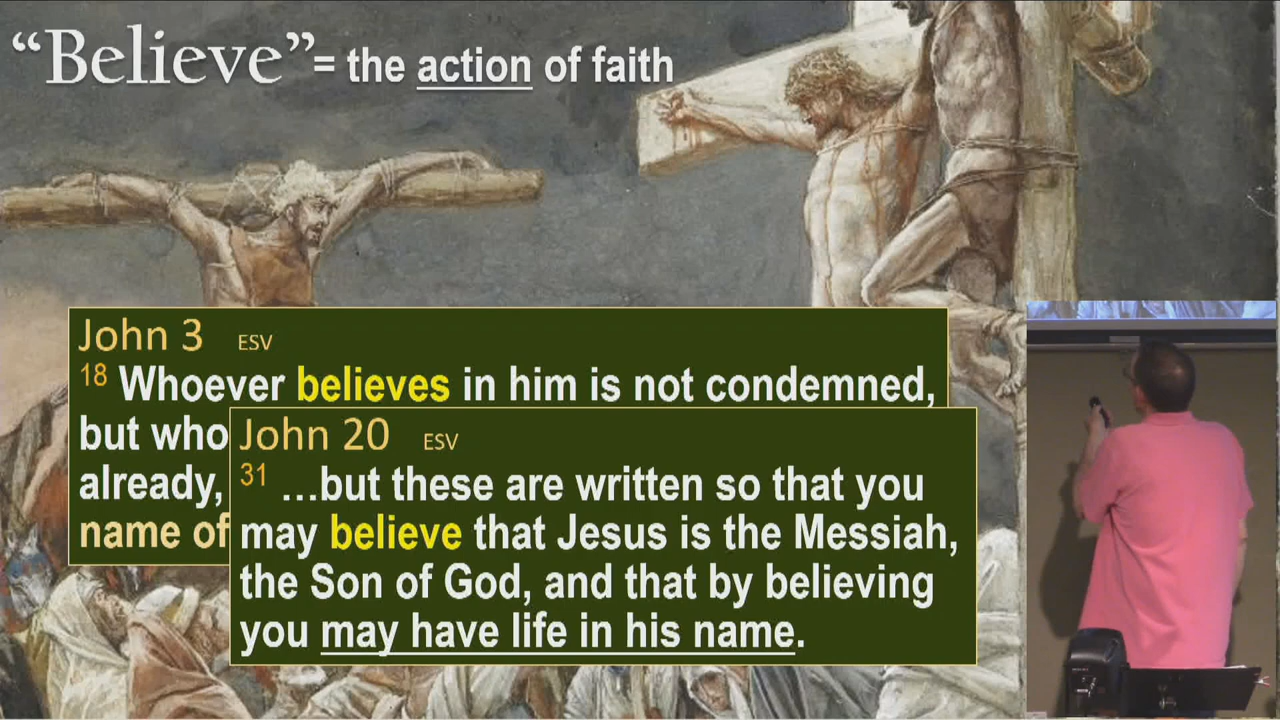 “Believe”= the action of faith
John 3 ESV
18 Whoever believes in him is not condemned,
but who
already,
name of
John 20 ESV
31 …but these are written so that you
may believe that Jesus is the Messiah,
the Son of God, and that by believing
you may have life in his name.